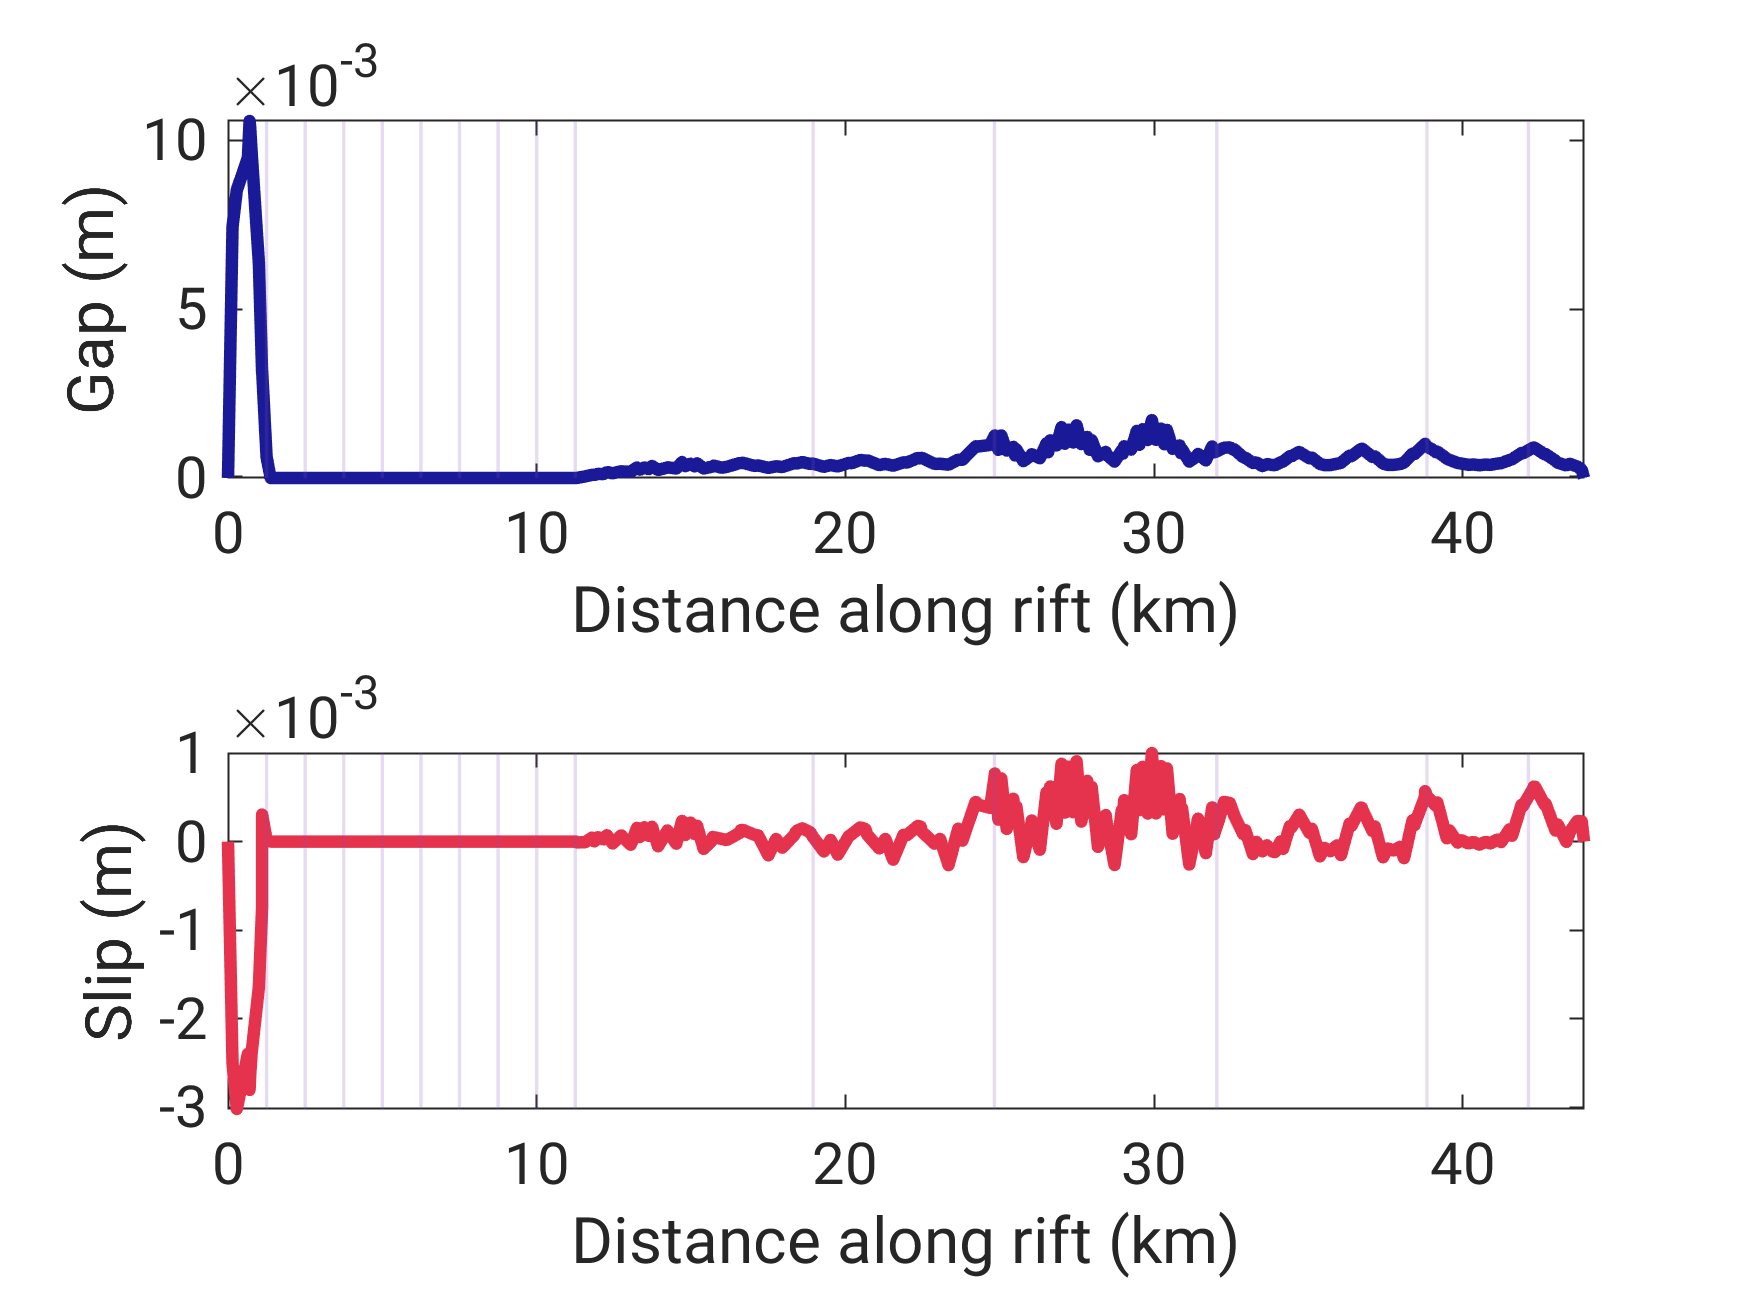 ×10-3
10
5
0
Gap (m)
0 10 20 30 40
Distance along rift (km)
×10-3
1
0
-1
-2
-3
Slip (m)
0 10 20 30 40
Distance along rift (km)